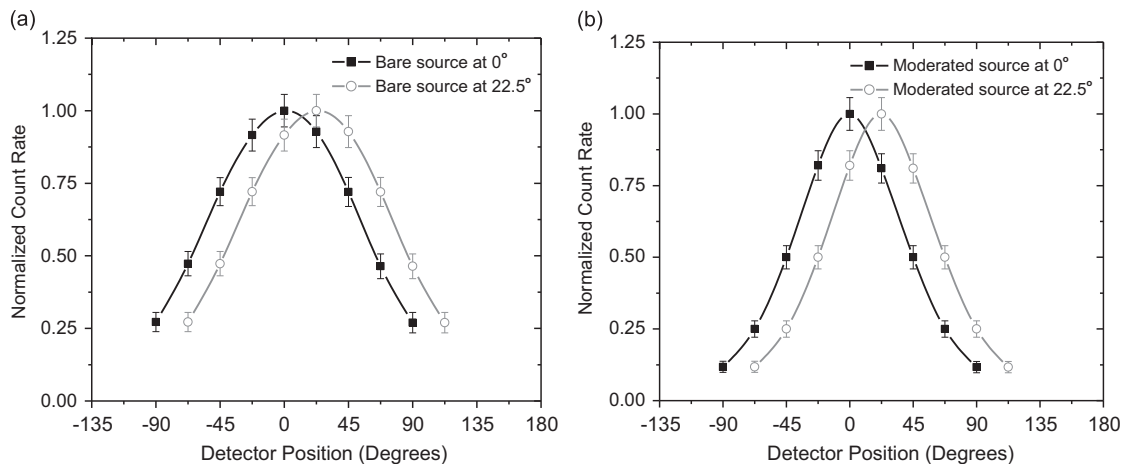 (a)
1.25
1.00
0.75
0.50
0.25
0.00
Normalized Count Rate
Bare source at 0°
Bare source at 22.5°
-135 -90 -45 0 45 90 135 180
Detector Position (Degrees)
(b)
1.25
1.00
0.75
0.50
0.25
0.00
Normalized Count Rate
Moderated source at 0°
Moderated source at 22.5°
-135 -90 -45 0 45 90 135 180
Detector Position (Degrees)